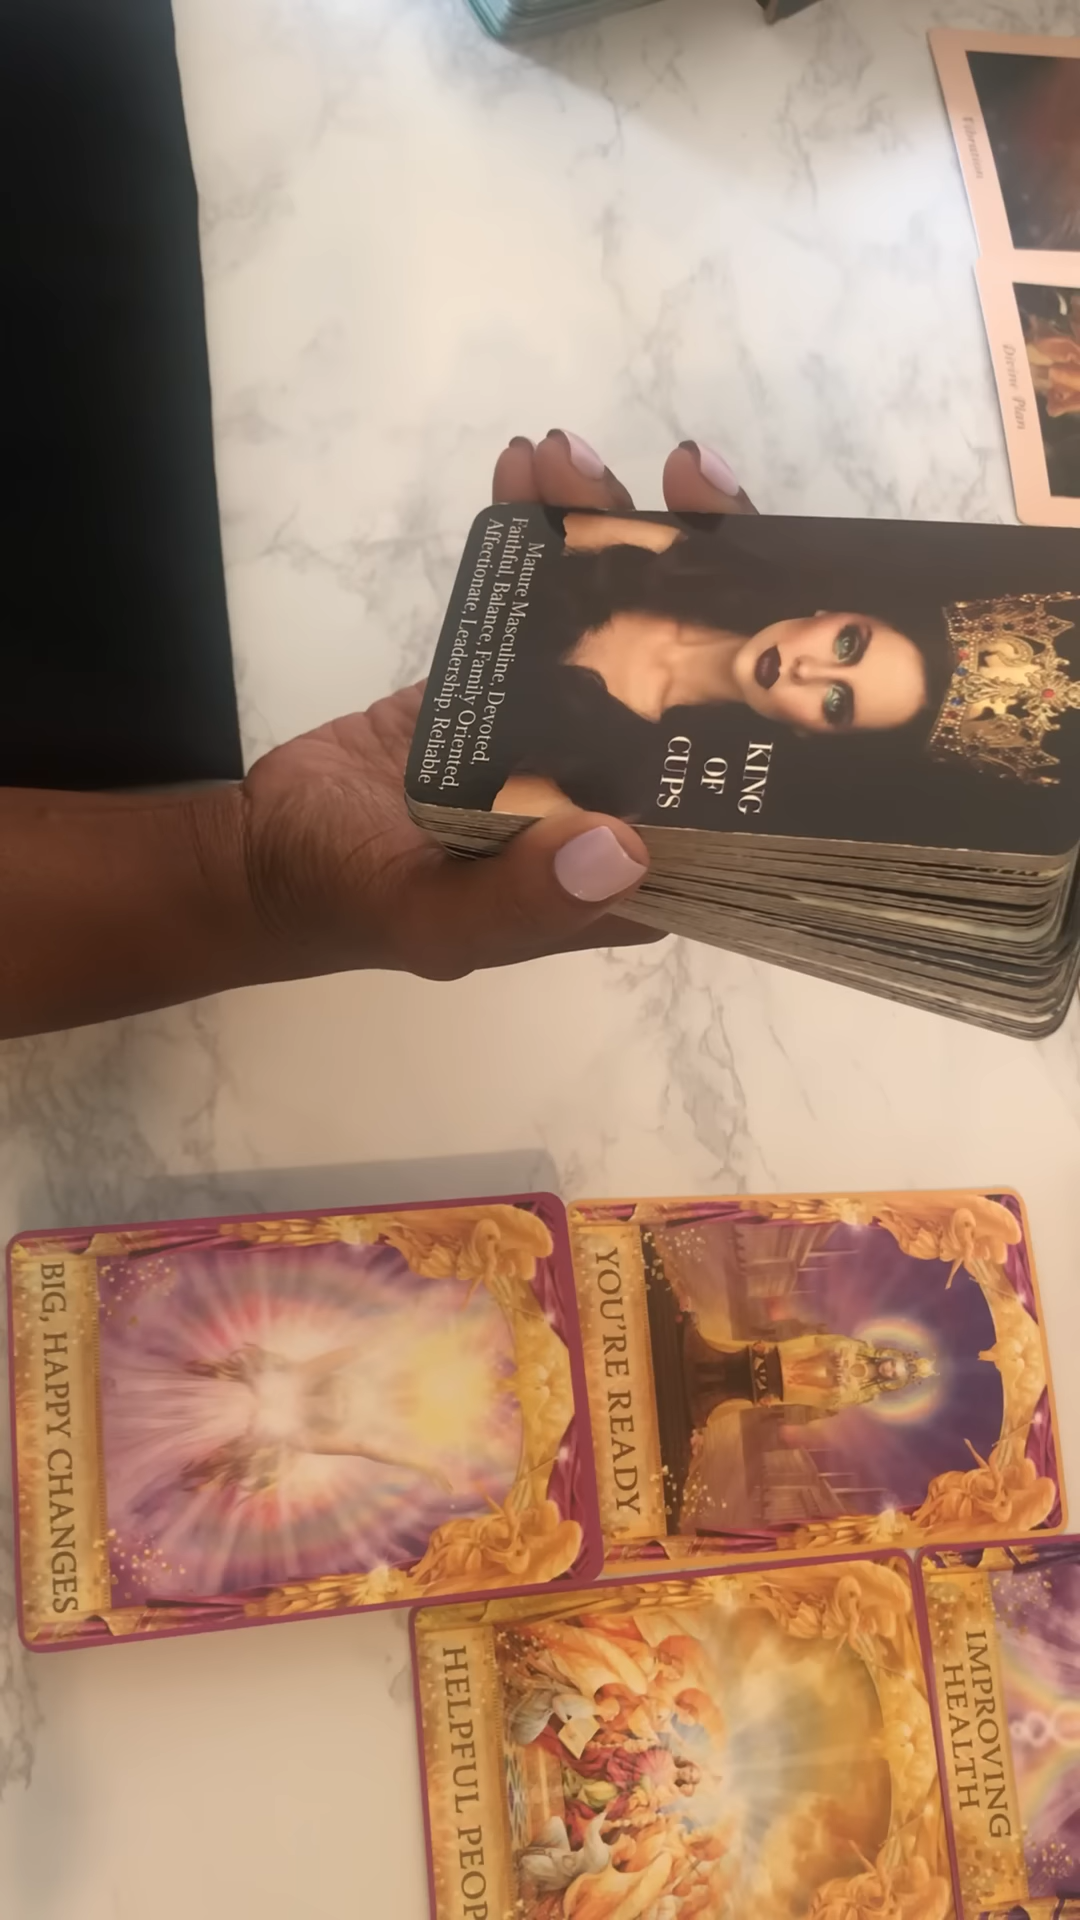 Vibration
Divine Plan
KING
OF
CUPS
Mature Masculine, Devoted,
Faithful, Balance, Family Oriented,
Affectionate, Leadership, Reliable
YOU'RE READY
BIG, HAPPY CHANGES
IMPROVING
HEALTH
HELPFUL PEOP